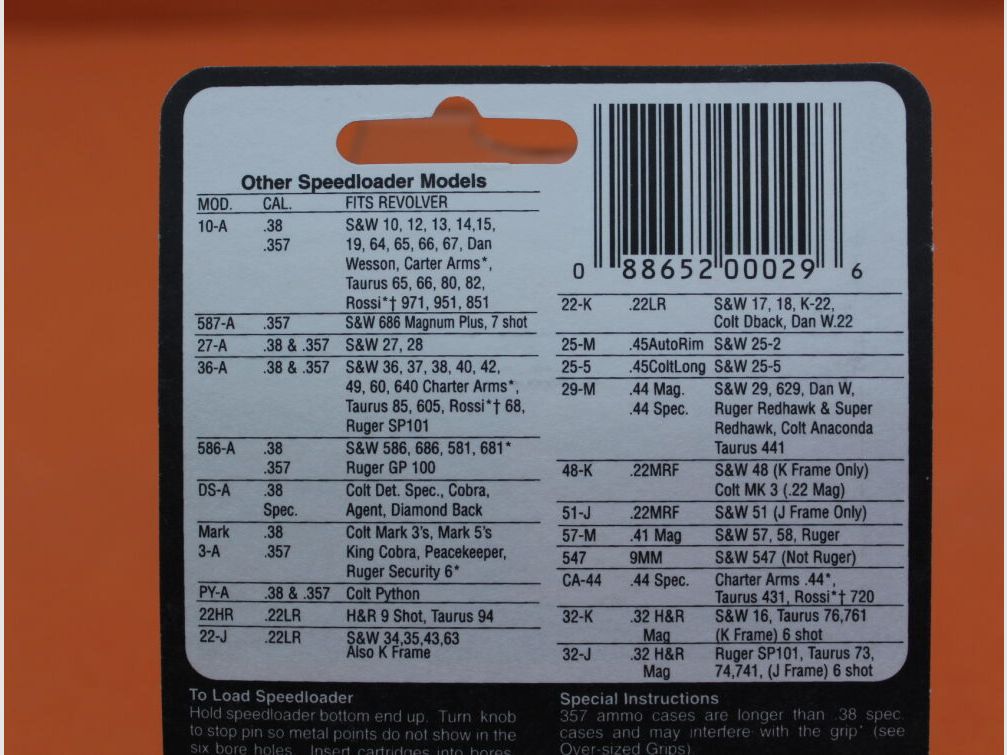 Other Speedloader Models
MOD. CAL. FITS REVOLVER
10-A .38 S&W 10, 12, 13, 14,15,
.357 19, 64, 65, 66, 67, Dan
Wesson, Carter Arms*,
Taurus 65, 66, 80, 82,
Rossi*† 971, 951, 851
587-A .357 S&W 686 Magnum Plus, 7 shot
27-A .38 & .357 S&W 27, 28
36-A .38 & .357 S&W 36, 37, 38, 40, 42,
49, 60, 640 Charter Arms*,
Taurus 85, 605, Rossi*† 68,
Ruger SP101
586-A .38 S&W 586, 686, 581, 681*
.357 Ruger GP 100
DS-A .38 Colt Det. Spec., Cobra,
Spec. Agent, Diamond Back
Mark .38 Colt Mark 3's, Mark 5's
3-A .357 King Cobra, Peacekeeper,
Ruger Security 6*
PY-A .38 & .357 Colt Python
22HR .22LR H&R 9 Shot, Taurus 94
22-J .22LR S&W 34,35,43,63
Also K Frame
0 88652 00029 6
22-K .22LR S&W 17, 18, K-22,
Colt Dback, Dan W.22
25-M .45AutoRim S&W 25-2
25-5 .45ColtLong S&W 25-5
29-M .44 Mag. S&W 29, 629, Dan W,
.44 Spec. Ruger Redhawk & Super
Redhawk, Colt Anaconda
Taurus 441
48-K .22MRF S&W 48 (K Frame Only)
Colt MK 3 (.22 Mag)
51-J .22MRF S&W 51 (J Frame Only)
57-M .41 Mag S&W 57, 58, Ruger
547 9MM S&W 547 (Not Ruger)
CA-44 .44 Spec. Charter Arms .44*,
Taurus 431, Rossi*† 720
32-K .32 H&R S&W 16, Taurus 76,761
Mag (K Frame) 6 shot
32-J .32 H&R Ruger SP101, Taurus 73,
Mag 74,741, (J Frame) 6 shot
To Load Speedloader
Hold speedloader bottom end up. Turn knob
to stop pin so metal points do not show in the
six bore holes. Insert cartridges into bores
Special Instructions
357 ammo cases are longer than .38 spec.
cases and may interfere with the grip* (see
Over-sized Grips).